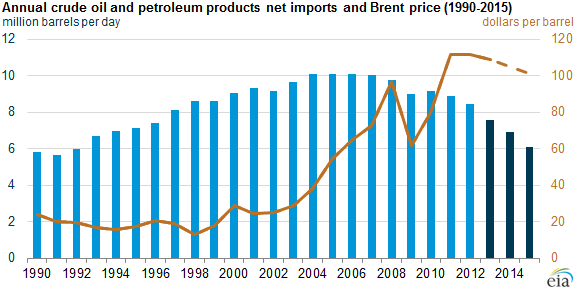 Annual crude oil and petroleum products net imports and Brent price (1990-2015)
million barrels per day dollars per barrel
12 120
10 100
8 80
6 60
4 40
2 20
0 0
1990 1992 1994 1996 1998 2000 2002 2004 2006 2008 2010 2012 2014
eia